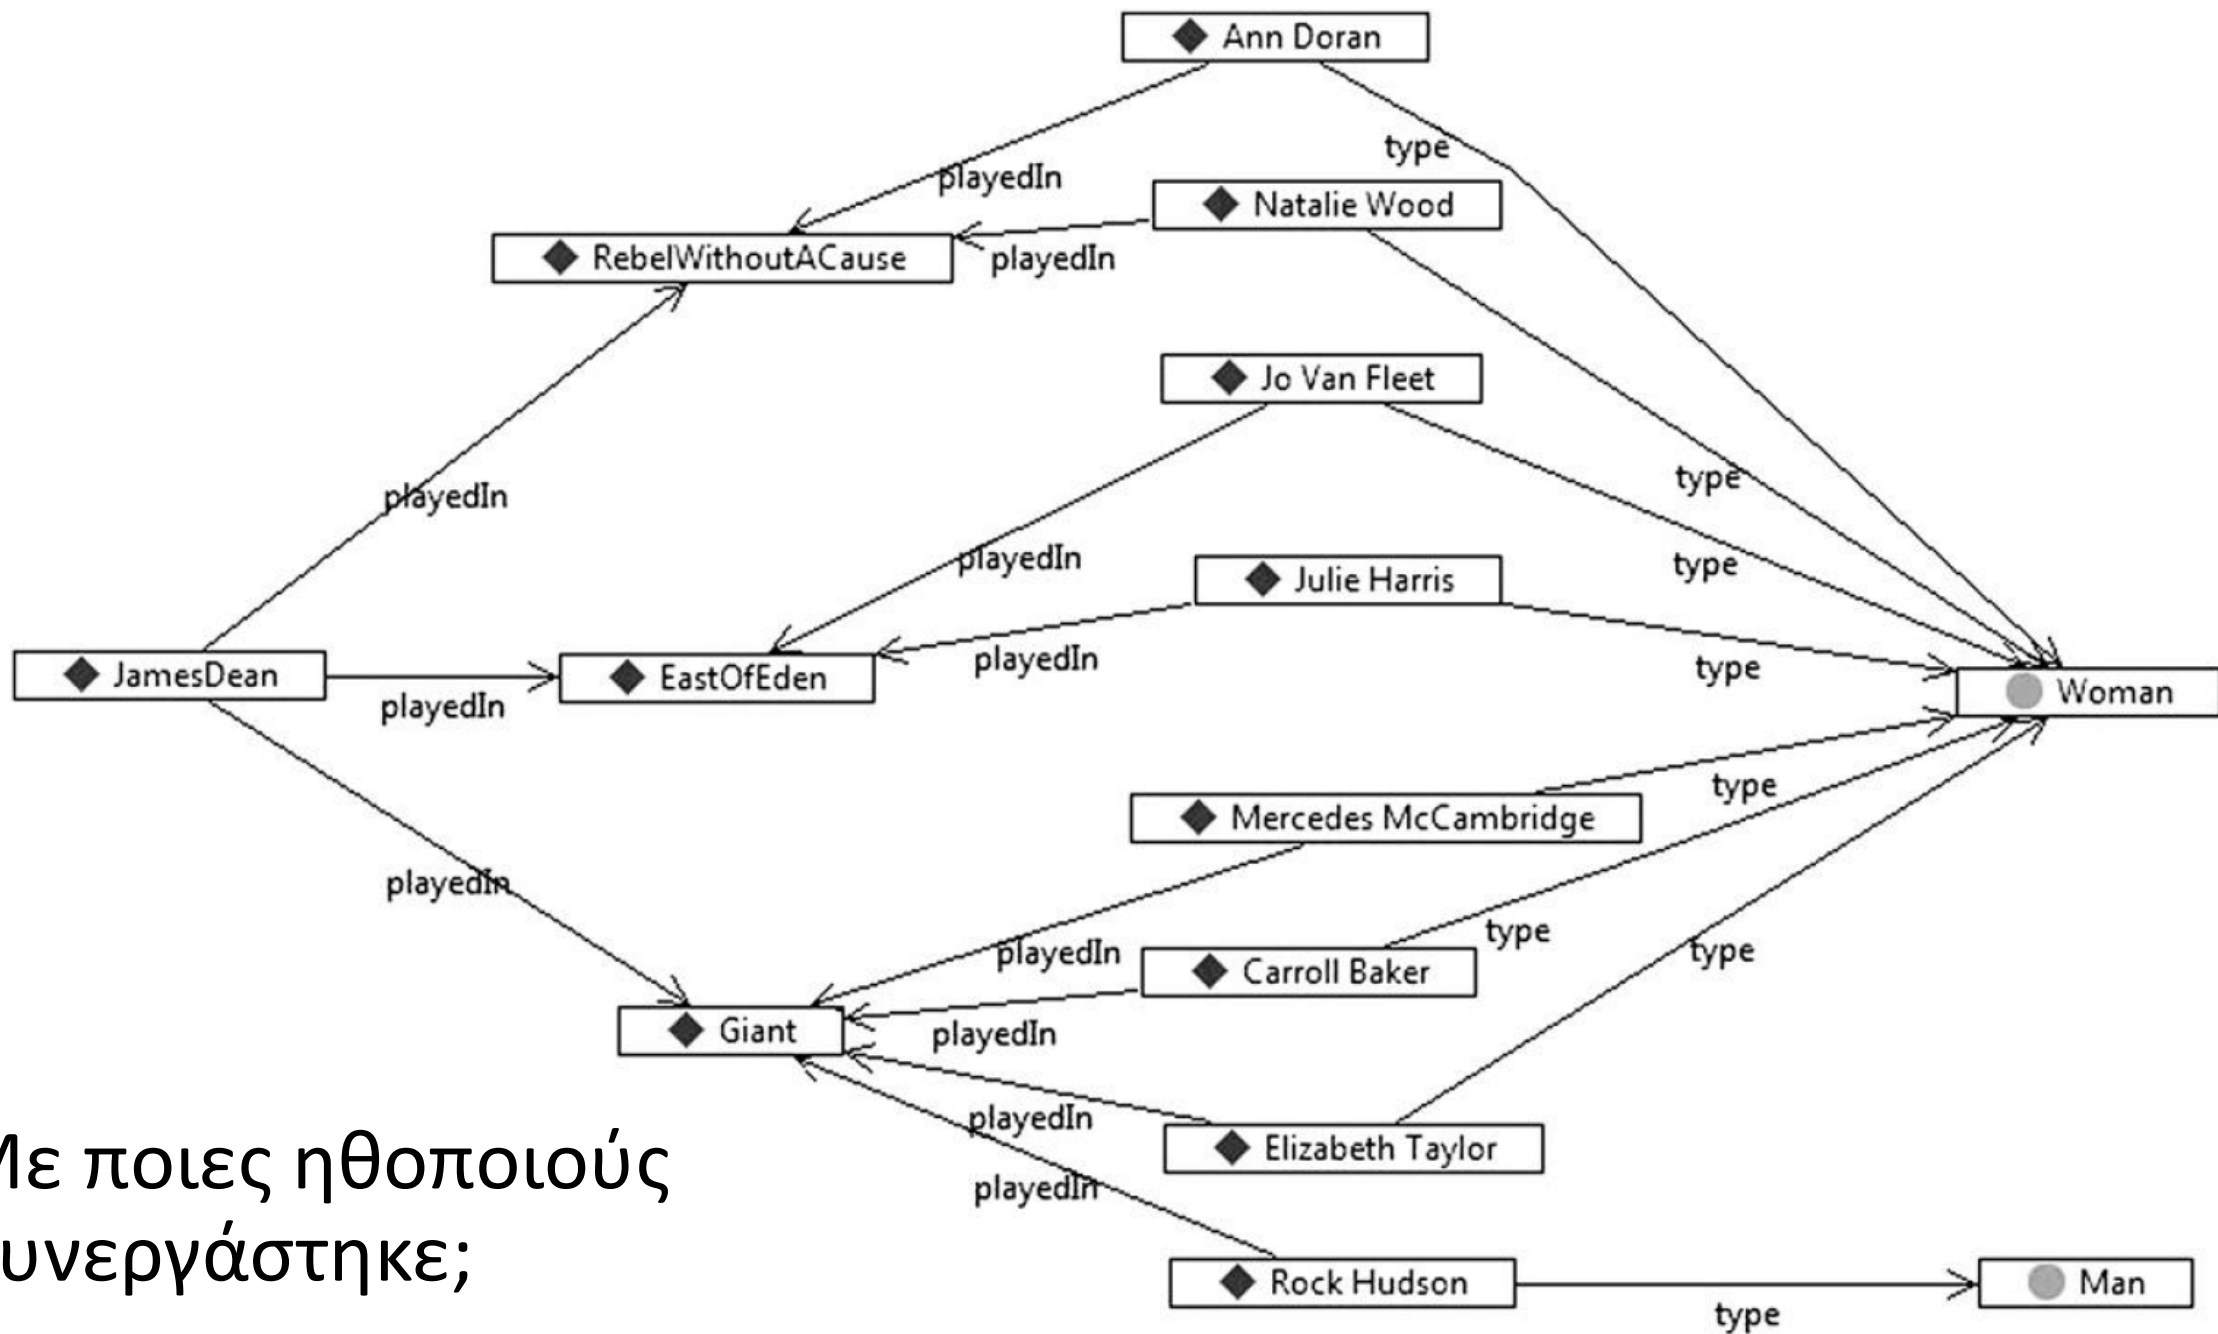 Ann Doran
type
playedIn
Natalie Wood
RebelWithoutACause
playedIn
Jo Van Fleet
type
playedIn
playedIn
type
Julie Harris
playedIn
type
JamesDean
EastOfEden
Woman
playedIn
type
Mercedes McCambridge
playedIn
type
playedIn
type
Carroll Baker
Giant
playedIn
playedIn
Elizabeth Taylor
Με ποιες ηθοποιούς
playedIn
υνεργάστηκε;
Rock Hudson
Man
type